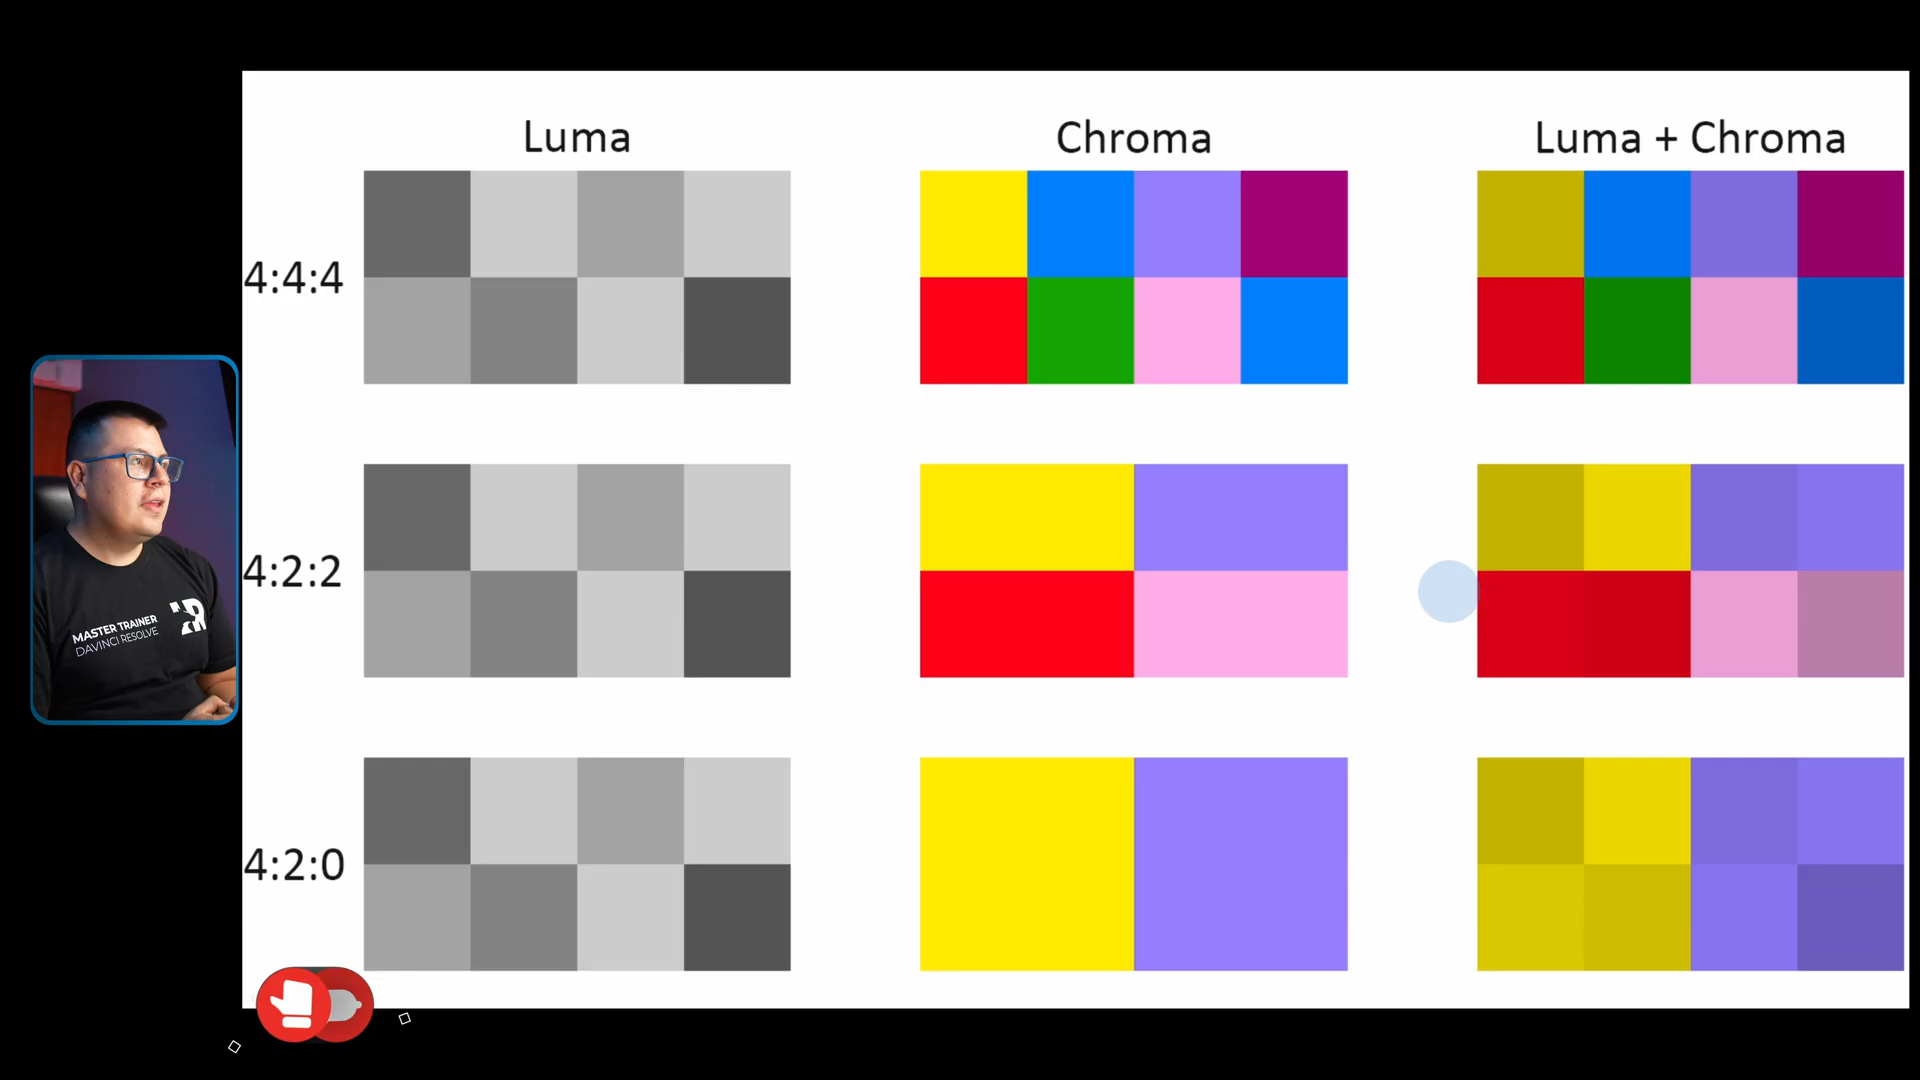 Luma
Chroma
Luma + Chroma
4:4:4
4:2:2
MASTER TRAINER
DAVINCI RESOLVE
4:2:0